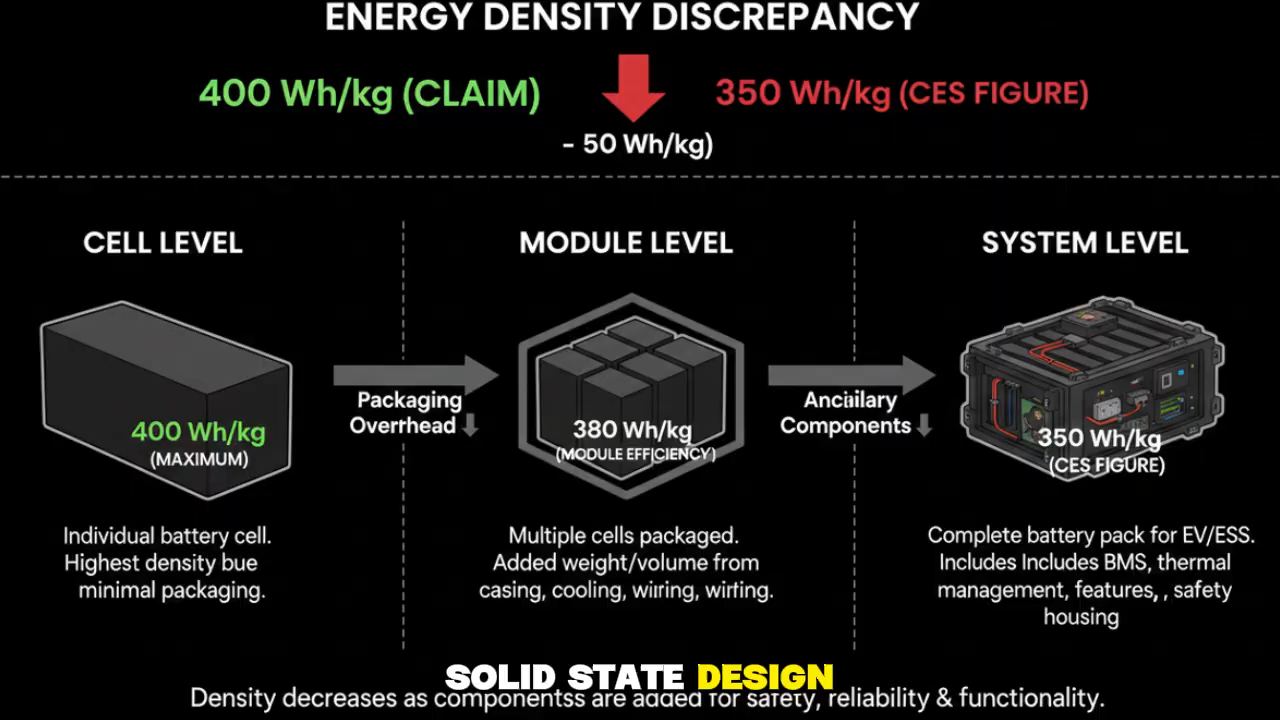 ENERGY DENSITY DISCREPANCY
400 Wh/kg (CLAIM)
350 Wh/kg (CES FIGURE)
- 50 Wh/kg)
CELL LEVEL
MODULE LEVEL
SYSTEM LEVEL
400 Wh/kg
(MAXIMUM)
Packaging
Overrhead
380 Wh/kg
(MODULE EFFICIENCY)
Ancillary
Components
350 Wh/kg
(CES FIGURE)
Individual battery cell.
Highest density bue
minimal packaging.
Multiple cells packaged.
Added weight/volume from
casing, cooling, wiring, wirting.
Complete battery pack for EV/ESS.
Includes Includes BMS, thermal
management, features, , safety
housing
SOLID STATE DESIGN
Density decreases as componentss are added for safety, reliability & functionality.